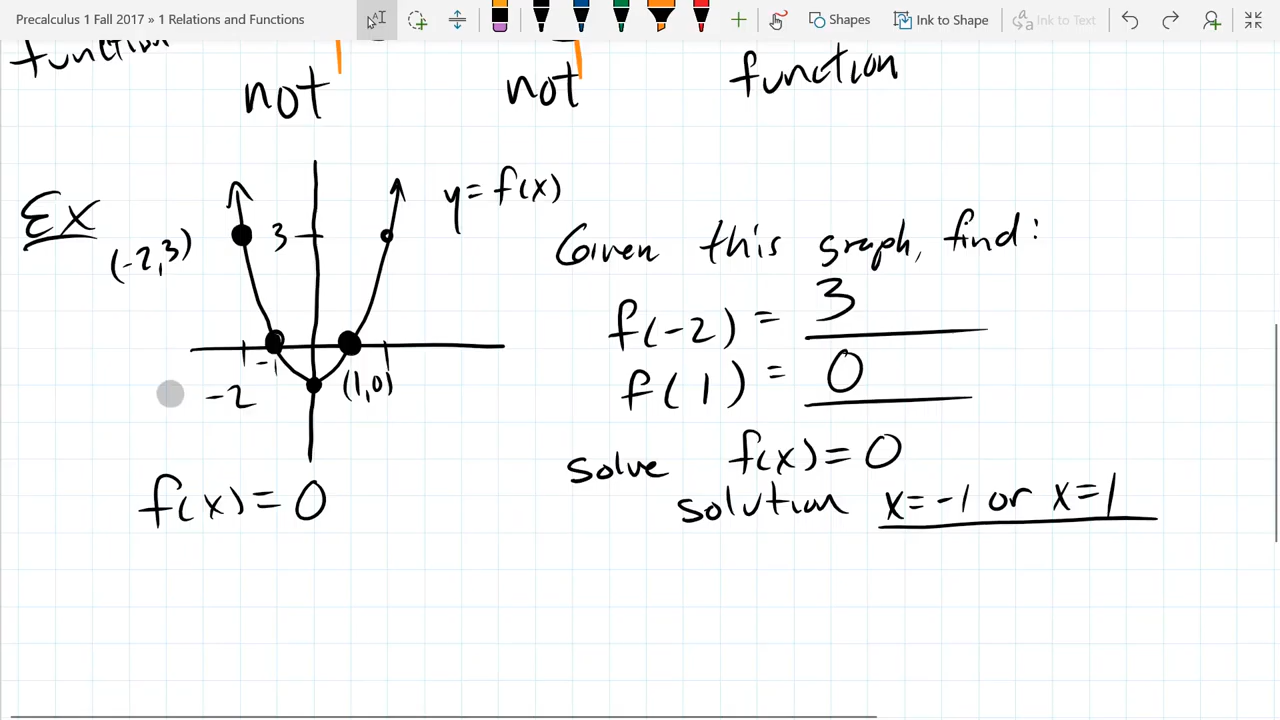 Precalculus 1 Fall 2017 » 1 Relations and Functions
Shapes
Ink to Shape
Ink to Text
function
not
not
function
Ex
(-2,3)
3
y = f(x)
-1
-2
(1,0)
f(x) = 0
Given this graph, find:
f(-2) = 3
f(1) = 0
solve f(x) = 0
solution x = -1 or x = 1